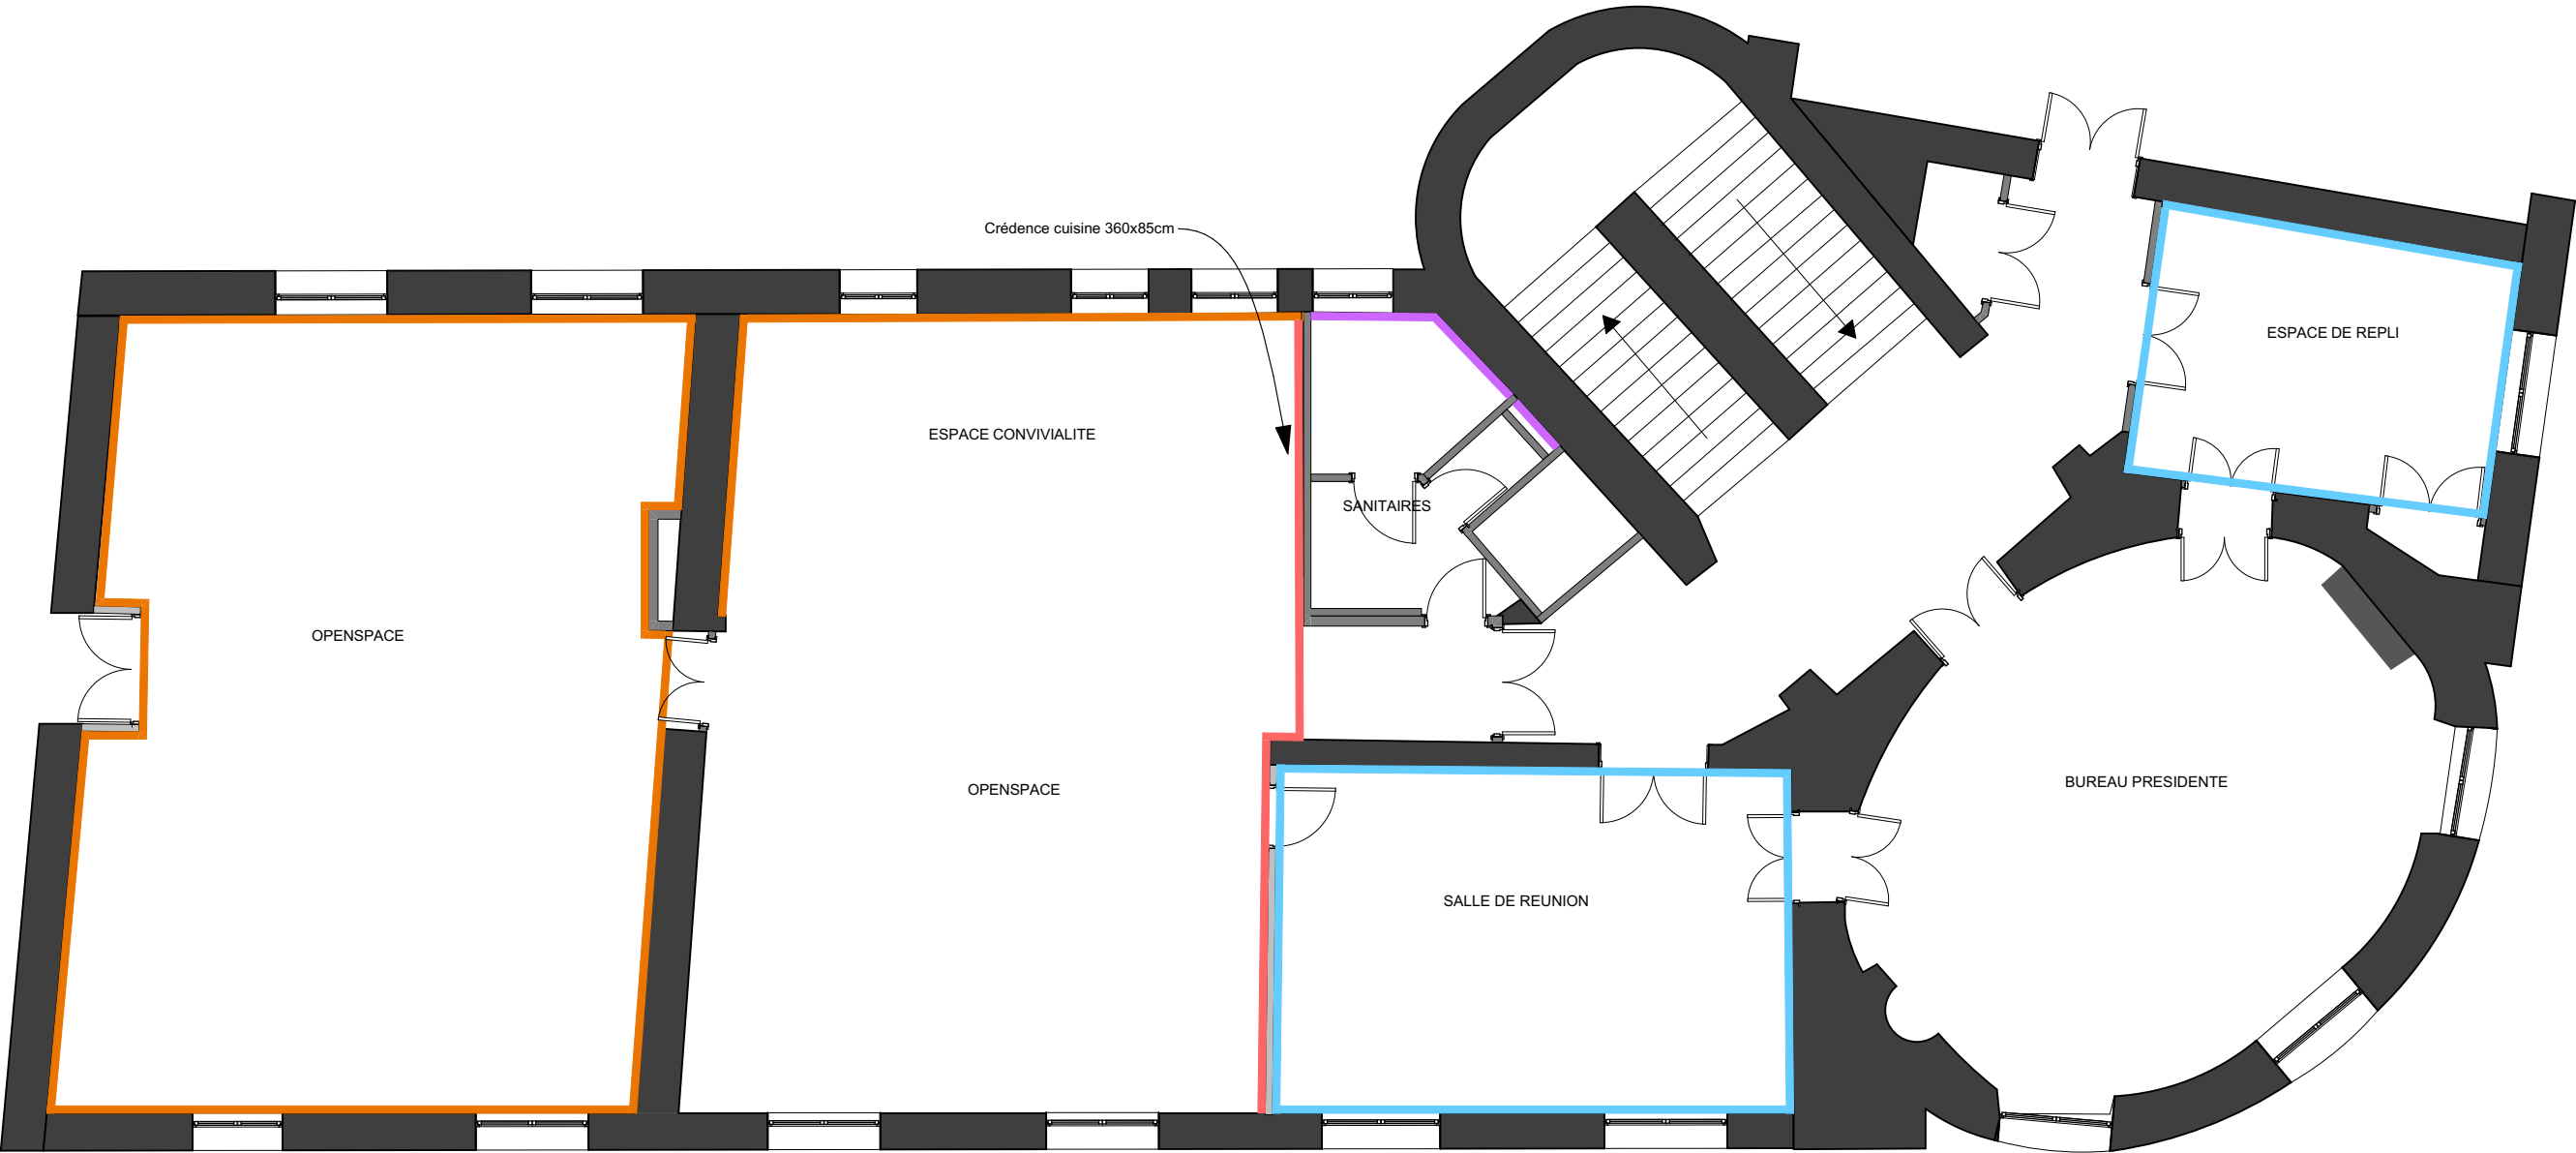 Crédence cuisine 360x85cm
ESPACE DE REPLI
ESPACE CONVIVIALITE
SANITAIRES
OPENSPACE
OPENSPACE
BUREAU PRESIDENTE
SALLE DE REUNION